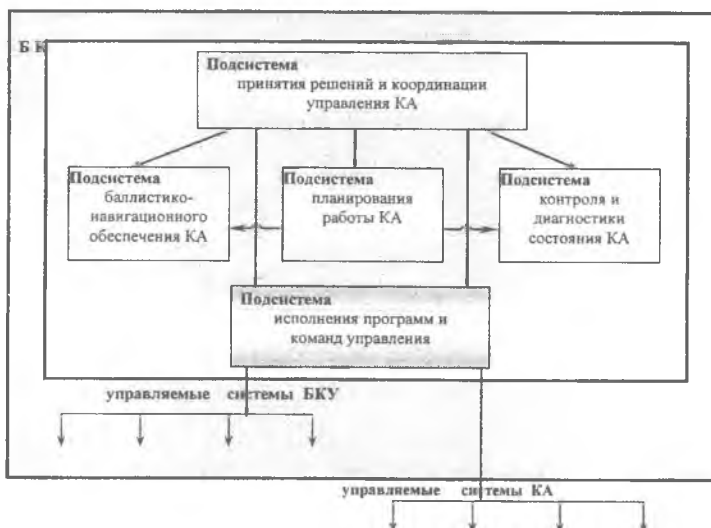 Б К
Подсистема
принятия решений и координации
управления КА
Подсистема
баллистико-
навигационного
обеспечения КА
Подсистема
планирования
работы КА
Подсистема
контроля и
диагностики
состояния КА
Подсистема
исполнения программ и
команд управления
управляемые системы БКУ
управляемые системы КА